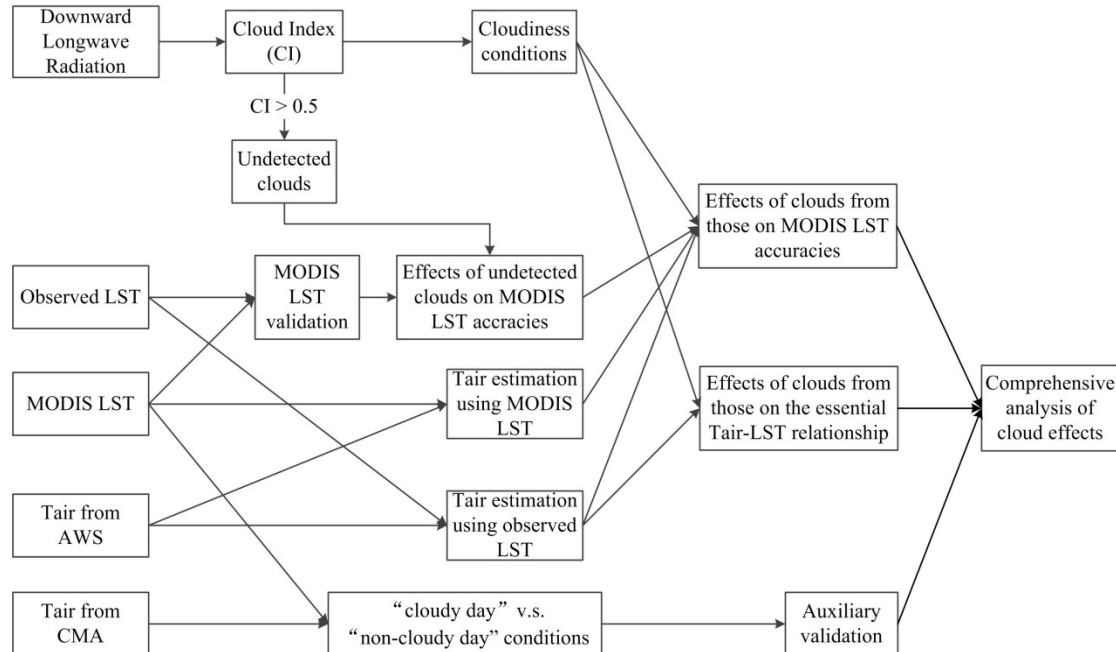 Downward
Longwave
Radiation
Cloud Index
(CI)
Cloudiness
conditions
CI > 0.5
Undetected
clouds
Effects of clouds from
those on MODIS LST
accuracies
Observed LST
MODIS
LST
validation
Effects of undetected
clouds on MODIS
LST accracies
MODIS LST
Tair estimation
using MODIS
LST
Effects of clouds from
those on the essential
Tair-LST relationship
Comprehensive
analysis of
cloud effects
Tair from
AWS
Tair estimation
using observed
LST
Tair from
CMA
“cloudy day” v.s.
“non-cloudy day” conditions
Auxiliary
validation